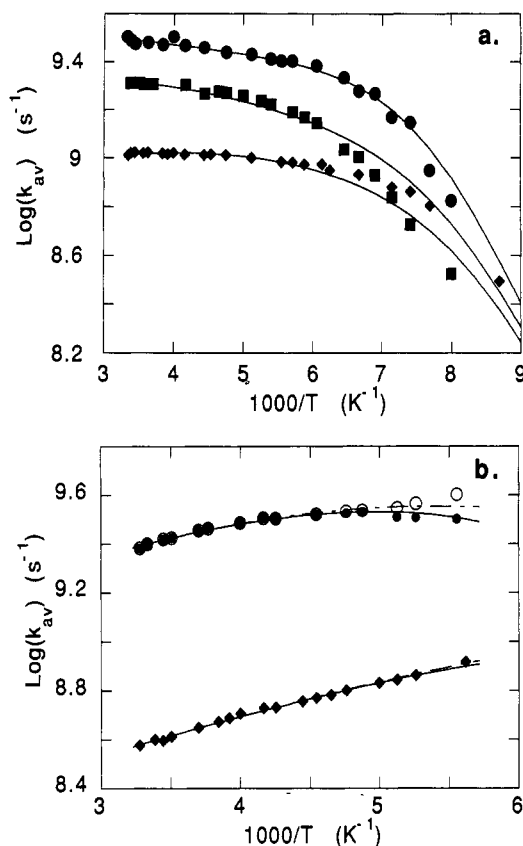 a.
9.4
9
8.6
8.2
Log(k_av) (s⁻¹)
3 4 5 6 7 8 9
1000/T (K⁻¹)
b.
9.6
9.2
8.8
8.4
Log(k_av) (s⁻¹)
3 4 5 6
1000/T (K⁻¹)